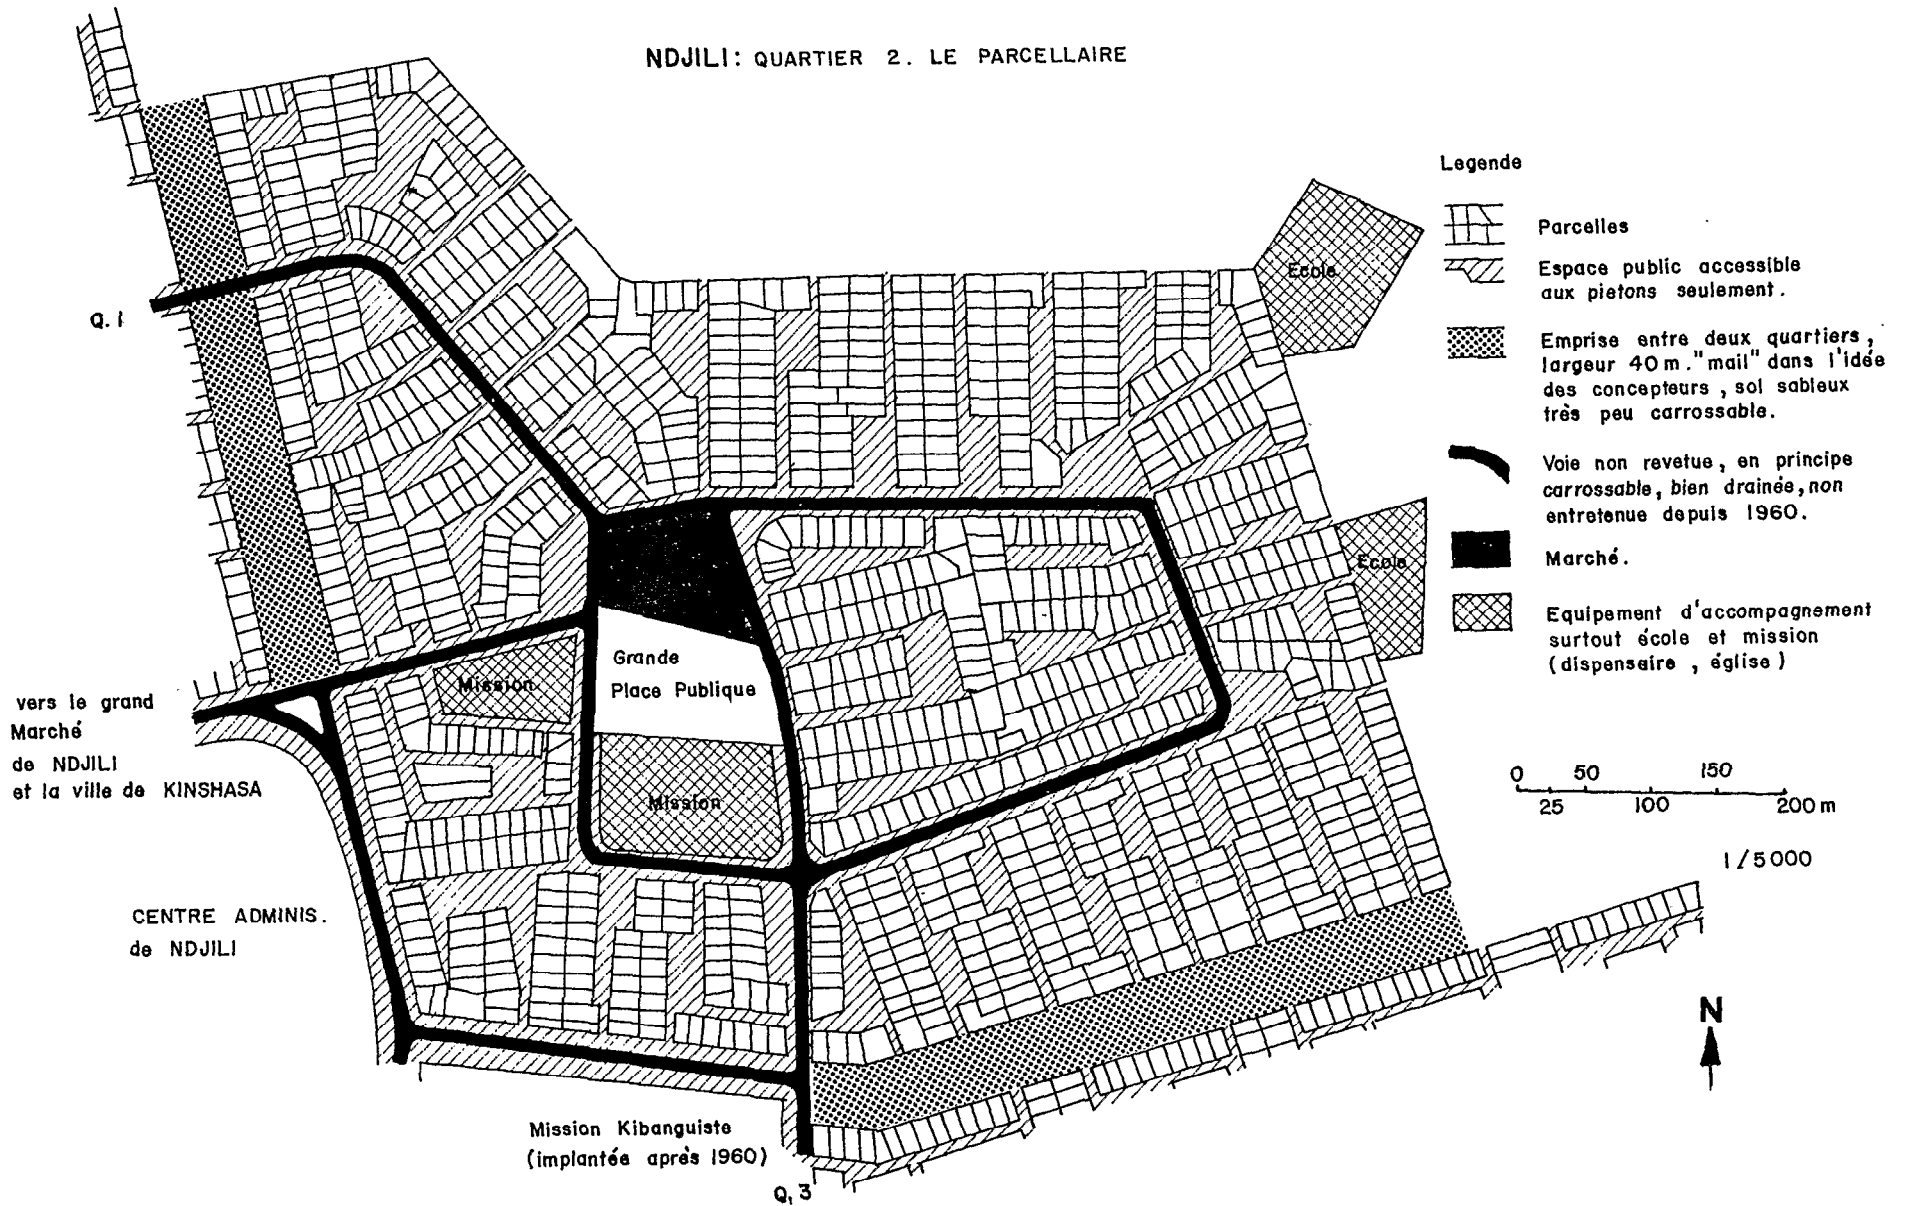 NDJILI: QUARTIER 2. LE PARCELLAIRE
Legende
Parcelles
Espace public accessible
aux pietons seulement.
Emprise entre deux quartiers,
largeur 40 m. "mail" dans l'idée
des concepteurs, sol sableux
très peu carrossable.
Voie non revetue, en principe
carrossable, bien drainée, non
entretenue depuis 1960.
Marché.
Equipement d'accompagnement
surtout école et mission
(dispensaire, église)
Ecole
Ecole
Q. 1
Grande
Place Publique
Mission
Mission
vers le grand
Marché
de NDJILI
et la ville de KINSHASA
CENTRE ADMINIS.
de NDJILI
0 50 150
25 100 200 m
1/5000
N
Mission Kibanguiste
(implantée après 1960)
Q, 3